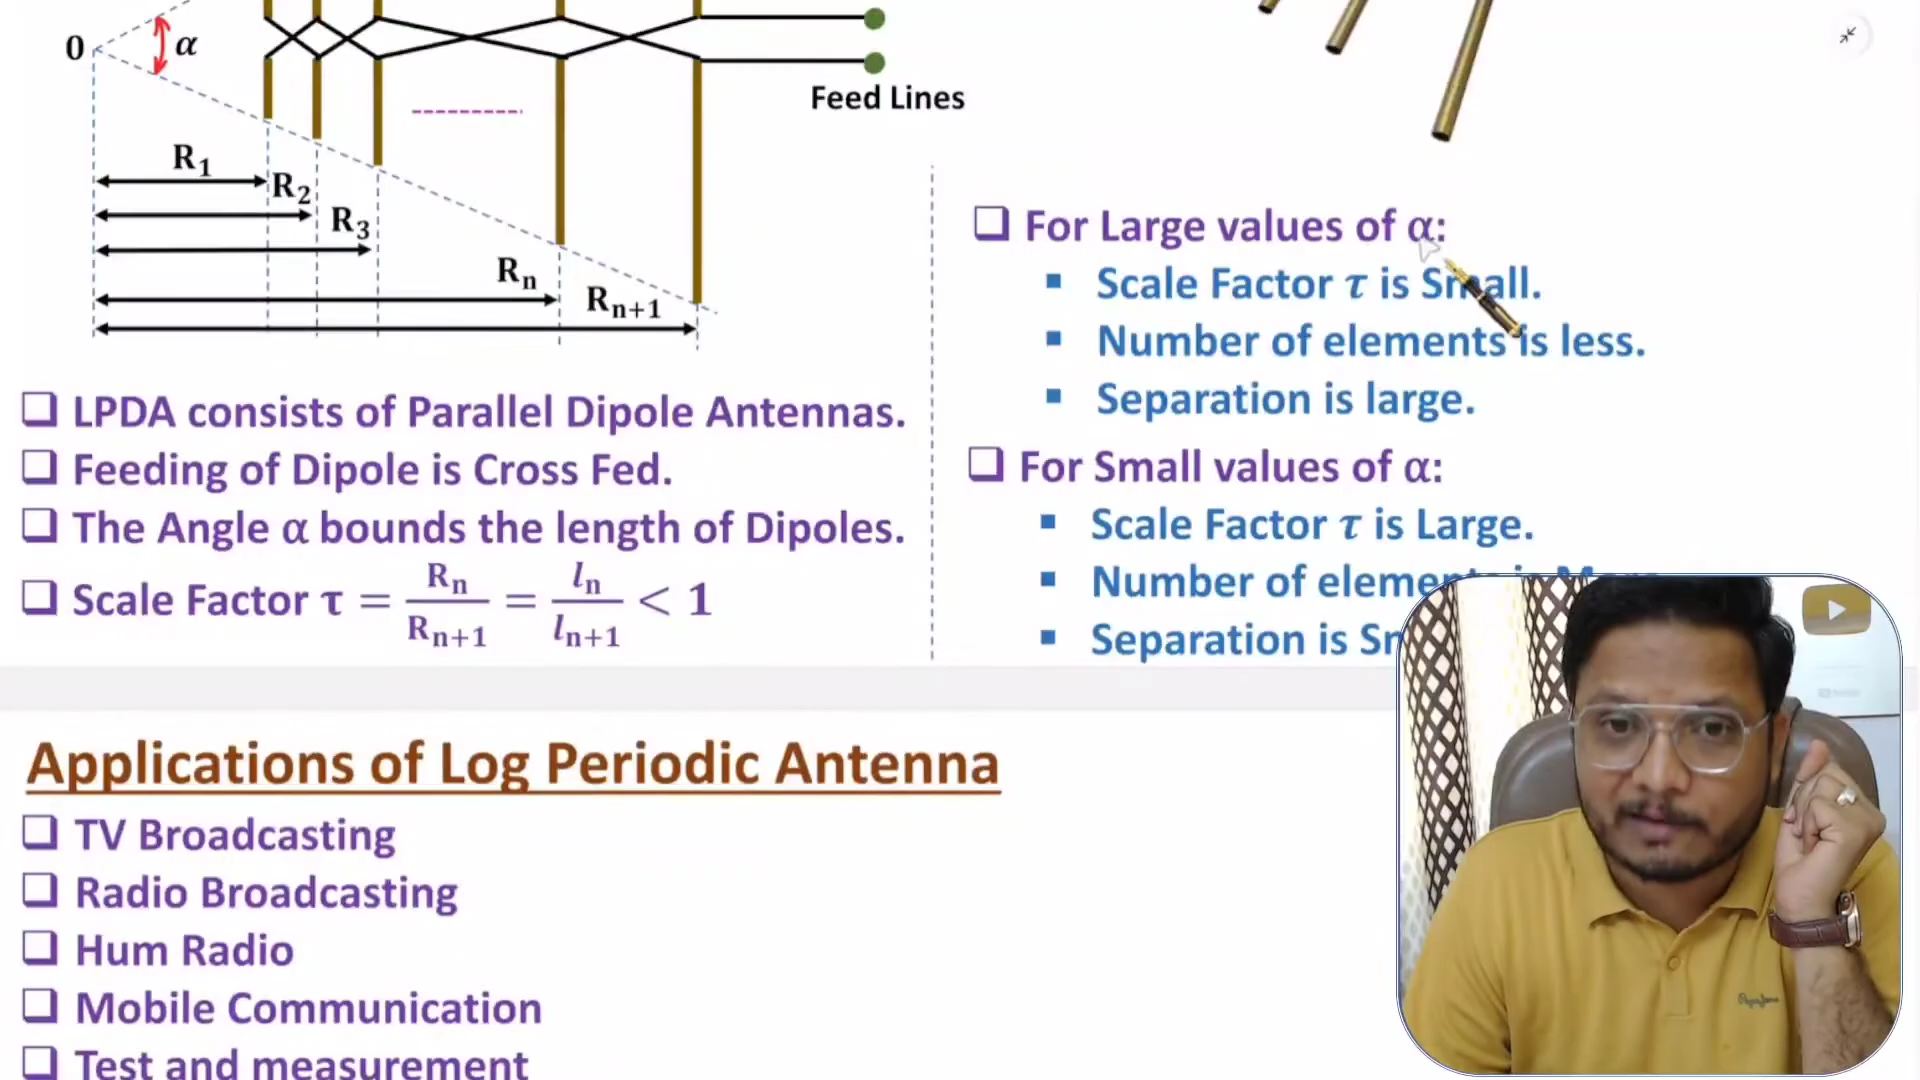 0
α
Feed Lines
R1
R2
R3
Rn
Rn+1
LPDA consists of Parallel Dipole Antennas.
Feeding of Dipole is Cross Fed.
The Angle α bounds the length of Dipoles.
Scale Factor τ = Rn/Rn+1 = ln/ln+1 < 1
For Large values of α:
Scale Factor τ is Small.
Number of elements is less.
Separation is large.
For Small values of α:
Scale Factor τ is Large.
Number of
Separation is
Applications of Log Periodic Antenna
TV Broadcasting
Radio Broadcasting
Hum Radio
Mobile Communication
Test and measurement